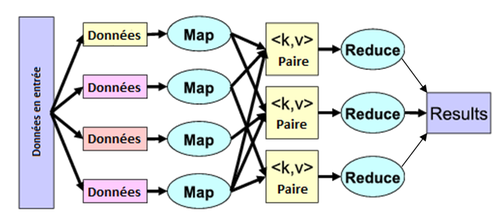 Données en entrée
Données
Map
Données
Map
Données
Map
Données
Map
<k,v>
Paire
<k,v>
Paire
<k,v>
Paire
Reduce
Reduce
Reduce
Results